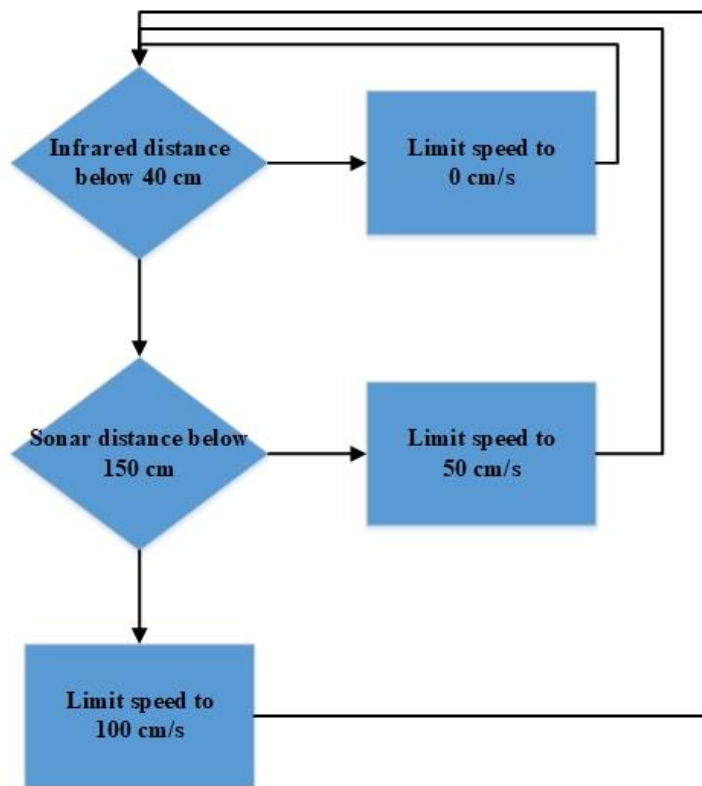 Infrared distance
below 40 cm
Limit speed to
0 cm/s
Sonar distance below
150 cm
Limit speed to
50 cm/s
Limit speed to
100 cm/s